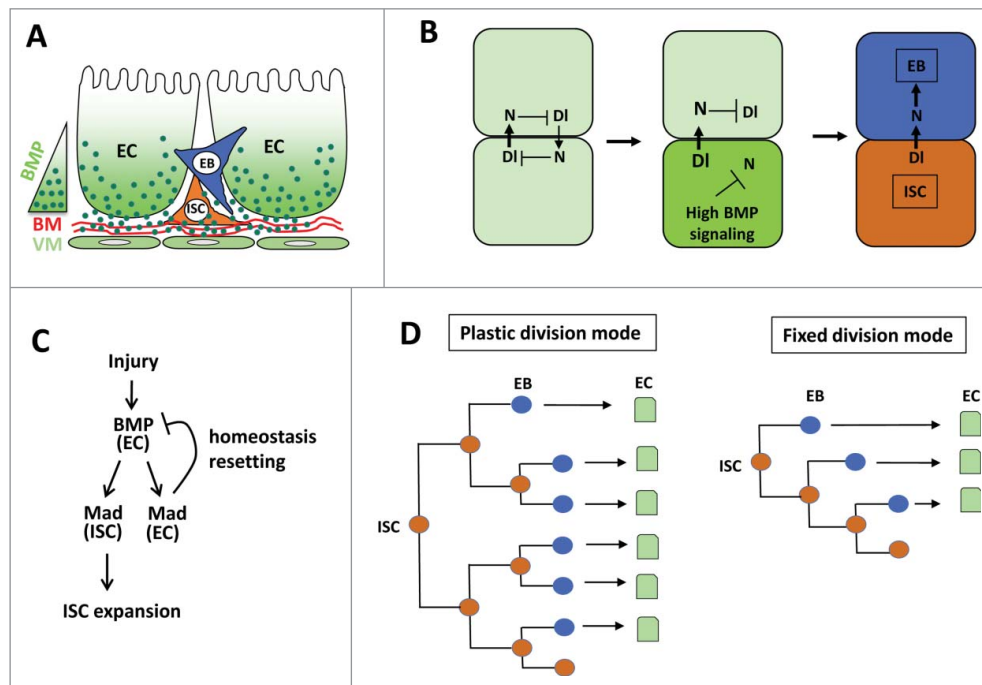 A
EC
EC
EB
ISC
BMP
BM
VM
B
N
Dl
Dl
N
N
Dl
Dl
N
High BMP
signaling
EB
N
Dl
ISC
C
Injury
BMP
(EC)
homeostasis
resetting
Mad
(ISC)
Mad
(EC)
ISC expansion
D
Plastic division mode
EB
EC
ISC
Fixed division mode
EB
EC
ISC